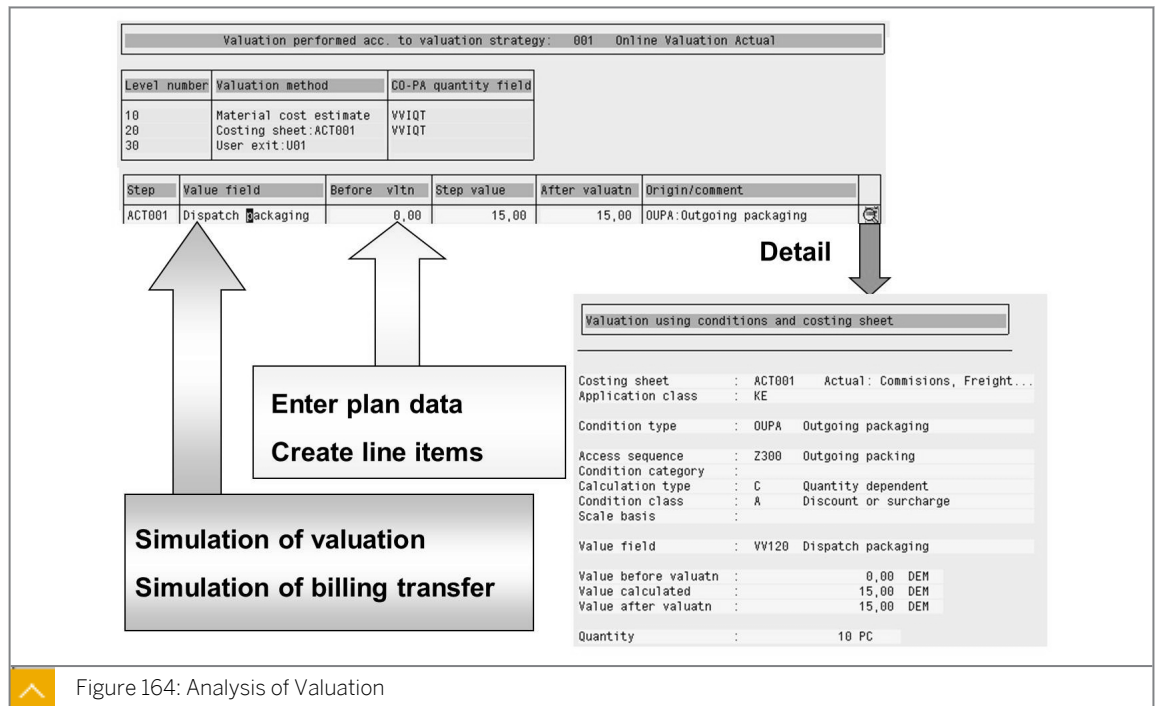 Valuation performed acc. to valuation strategy: 001 Online Valuation Actual
Level number Valuation method CO-PA quantity field
10 Material cost estimate VVIQT
20 Costing sheet:ACT001 VVIQT
30 User exit:U01
Step Value field Before vltn Step value After valuatn Origin/comment
ACT001 Dispatch packaging 0,00 15,00 15,00 OUPA:Outgoing packaging
Detail
Enter plan data
Create line items
Simulation of valuation
Simulation of billing transfer
Valuation using conditions and costing sheet
Costing sheet : ACT001 Actual: Commisions, Freight...
Application class : KE
Condition type : OUPA Outgoing packaging
Access sequence : Z300 Outgoing packing
Condition category :
Calculation type : C Quantity dependent
Condition class : A Discount or surcharge
Scale basis :
Value field : VV120 Dispatch packaging
Value before valuatn : 0,00 DEM
Value calculated : 15,00 DEM
Value after valuatn : 15,00 DEM
Quantity : 10 PC
Figure 164: Analysis of Valuation